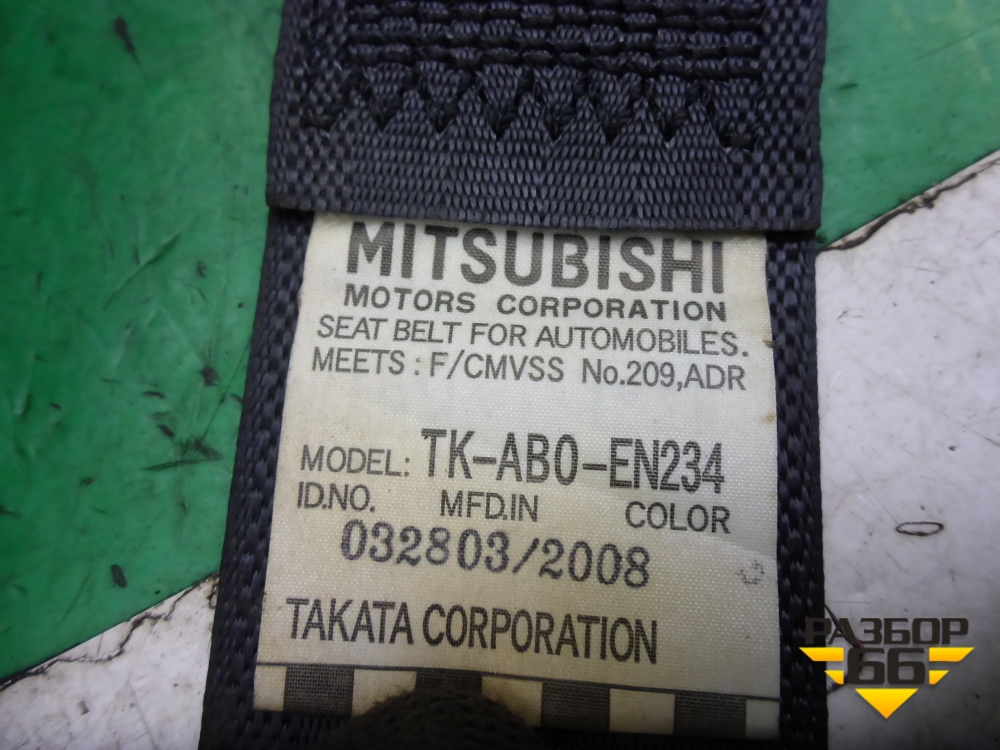 MITSUBISHI
MOTORS CORPORATION
SEAT BELT FOR AUTOMOBILES.
MEETS : F/CMVSS No.209,ADR
MODEL: TK-ABO-EN234
ID.NO. MFD.IN COLOR
032803/2008
TAKATA CORPORATION
РАЗБОР
66